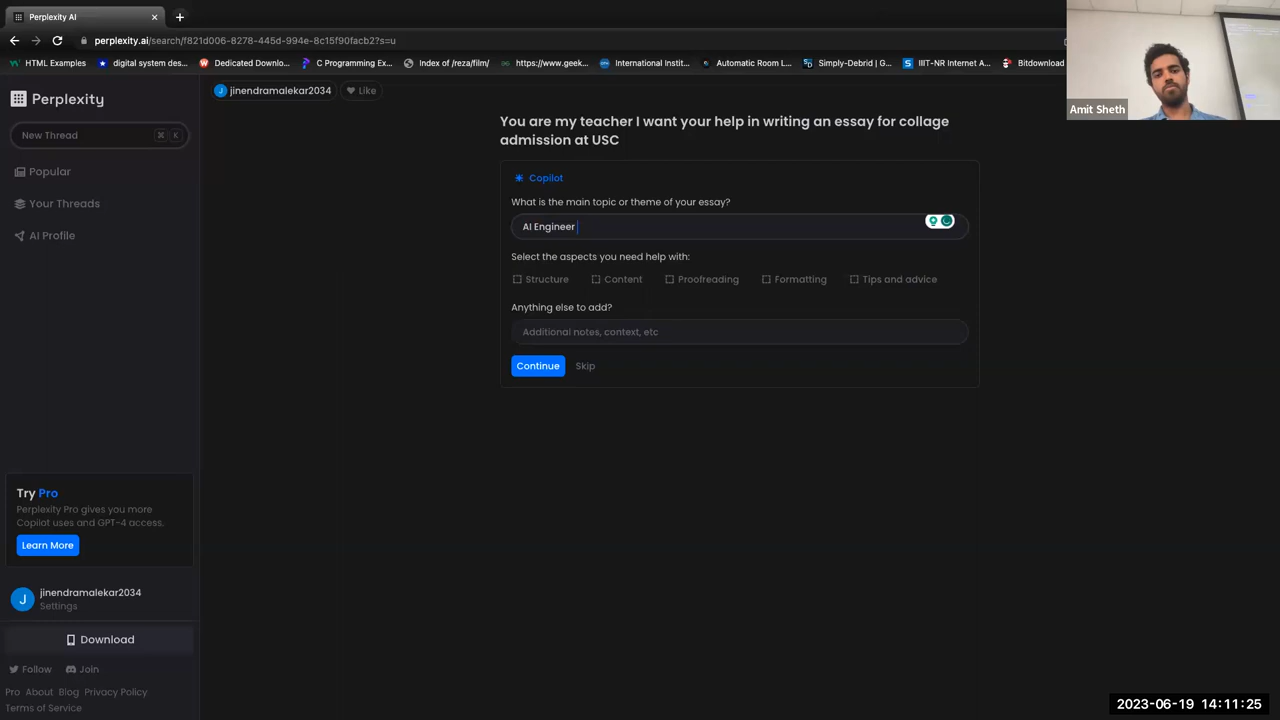 Perplexity AI
perplexity.ai/search/f821d006-8278-445d-994e-8c15f90facb2?s=u
HTML Examples
digital system des...
Dedicated Downlo...
C Programming Ex...
Index of /reza/film/
https://www.geek...
International Instit...
Automatic Room L...
Simply-Debrid | G...
IIIT-NR Internet A...
Bitdownload
Amit Sheth
Perplexity
New Thread
⌘ K
Popular
Your Threads
AI Profile
jinendramalekar2034
Like
You are my teacher I want your help in writing an essay for collage
admission at USC
Copilot
What is the main topic or theme of your essay?
AI Engineer
Select the aspects you need help with:
Structure Content Proofreading Formatting Tips and advice
Anything else to add?
Additional notes, context, etc
Continue Skip
Try Pro
Perplexity Pro gives you more
Copilot uses and GPT-4 access.
Learn More
J
jinendramalekar2034
Settings
Download
Follow Join
Pro About Blog Privacy Policy
Terms of Service
2023-06-19 14:11:25